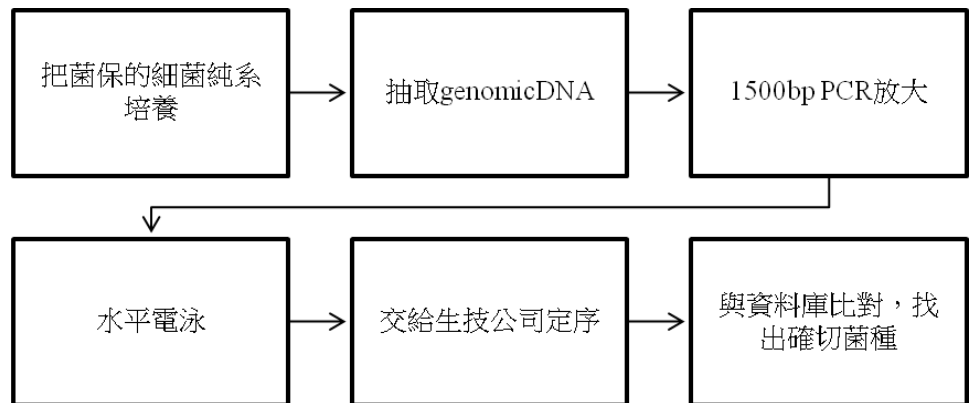 把菌保的細菌純系
培養
抽取genomicDNA
1500bp PCR放大
水平電泳
交給生技公司定序
與資料庫比對，找
出確切菌種